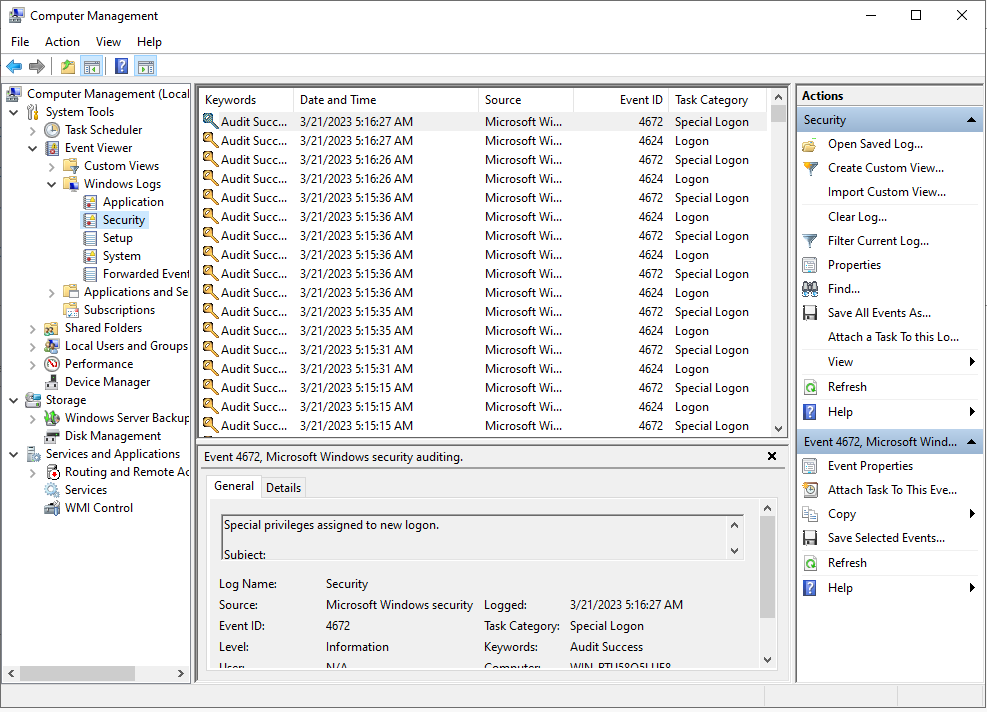 Computer Management
File Action View Help
Computer Management (Local
System Tools
Task Scheduler
Event Viewer
Custom Views
Windows Logs
Application
Security
Setup
System
Forwarded Event
Applications and Se
Subscriptions
Shared Folders
Local Users and Groups
Performance
Device Manager
Storage
Windows Server Backup
Disk Management
Services and Applications
Routing and Remote Ac
Services
WMI Control
Keywords Date and Time Source Event ID Task Category
Audit Succ... 3/21/2023 5:16:27 AM Microsoft Wi... 4672 Special Logon
Audit Succ... 3/21/2023 5:16:27 AM Microsoft Wi... 4624 Logon
Audit Succ... 3/21/2023 5:16:26 AM Microsoft Wi... 4672 Special Logon
Audit Succ... 3/21/2023 5:16:26 AM Microsoft Wi... 4624 Logon
Audit Succ... 3/21/2023 5:15:36 AM Microsoft Wi... 4672 Special Logon
Audit Succ... 3/21/2023 5:15:36 AM Microsoft Wi... 4624 Logon
Audit Succ... 3/21/2023 5:15:36 AM Microsoft Wi... 4672 Special Logon
Audit Succ... 3/21/2023 5:15:36 AM Microsoft Wi... 4624 Logon
Audit Succ... 3/21/2023 5:15:36 AM Microsoft Wi... 4672 Special Logon
Audit Succ... 3/21/2023 5:15:36 AM Microsoft Wi... 4624 Logon
Audit Succ... 3/21/2023 5:15:35 AM Microsoft Wi... 4672 Special Logon
Audit Succ... 3/21/2023 5:15:35 AM Microsoft Wi... 4624 Logon
Audit Succ... 3/21/2023 5:15:31 AM Microsoft Wi... 4672 Special Logon
Audit Succ... 3/21/2023 5:15:31 AM Microsoft Wi... 4624 Logon
Audit Succ... 3/21/2023 5:15:15 AM Microsoft Wi... 4672 Special Logon
Audit Succ... 3/21/2023 5:15:15 AM Microsoft Wi... 4624 Logon
Audit Succ... 3/21/2023 5:15:15 AM Microsoft Wi... 4672 Special Logon
Event 4672, Microsoft Windows security auditing.
General Details
Special privileges assigned to new logon.
Subject:
Log Name: Security
Source: Microsoft Windows security Logged: 3/21/2023 5:16:27 AM
Event ID: 4672 Task Category: Special Logon
Level: Information Keywords: Audit Success
User: N/A Computer:
Actions
Security
Open Saved Log...
Create Custom View...
Import Custom View...
Clear Log...
Filter Current Log...
Properties
Find...
Save All Events As...
Attach a Task To this Lo...
View
Refresh
Help
Event 4672, Microsoft Wind...
Event Properties
Attach Task To This Eve...
Copy
Save Selected Events...
Refresh
Help